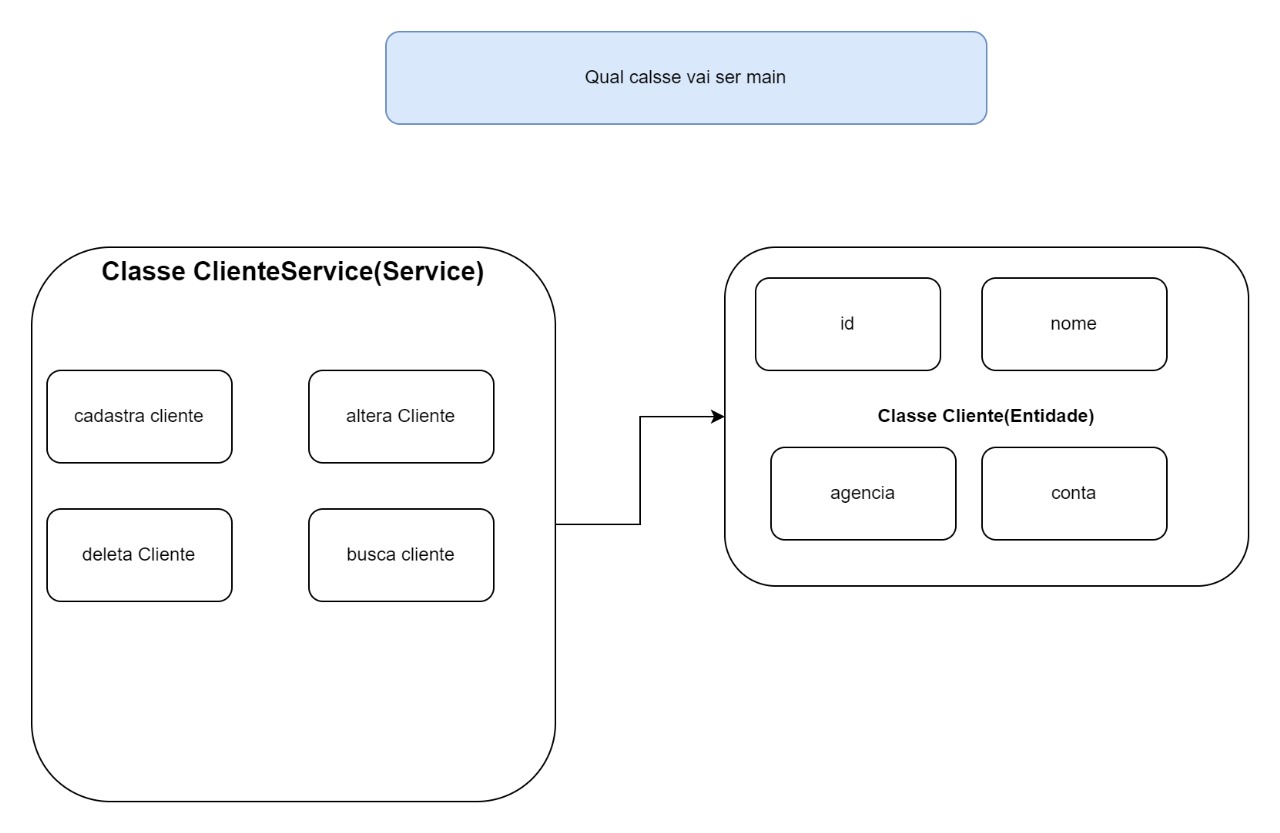 Qual calsse vai ser main
Classe ClienteService(Service)
cadastra cliente
altera Cliente
deleta Cliente
busca cliente
id
nome
Classe Cliente(Entidade)
agencia
conta